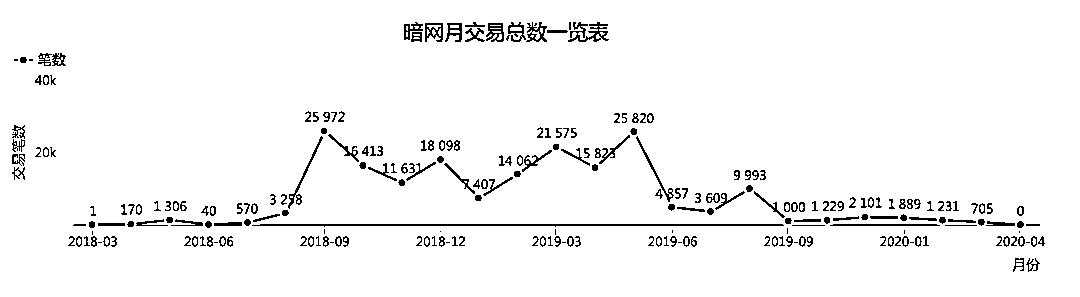 暗网月交易总数一览表
笔数
40k
20k
交易笔数
1 170 1 306 40 570 3 258 25 972 16 413 11 631 18 098 7 407 14 062 21 575 15 823 25 820 4 857 3 609 9 993 1 000 1 229 2 101 1 889 1 231 705 0
2018-03 2018-06 2018-09 2018-12 2019-03 2019-06 2019-09 2020-01 2020-04
月份